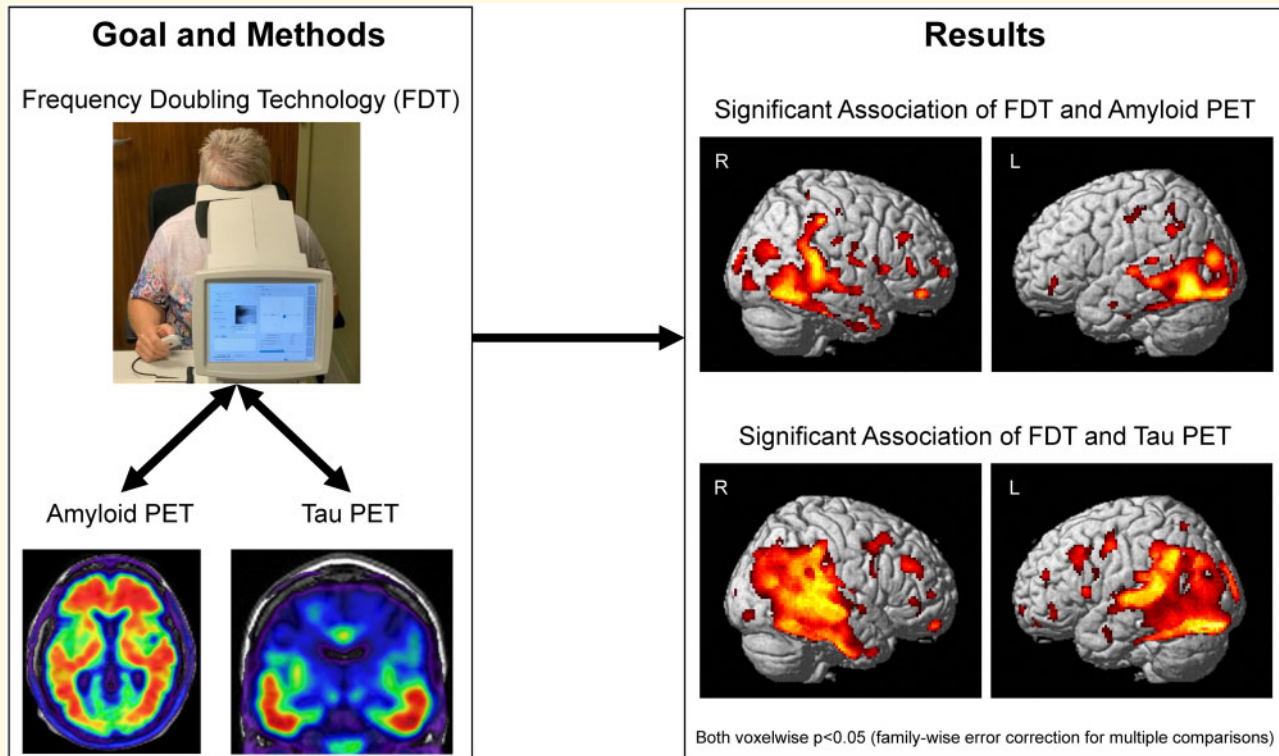 Goal and Methods
Frequency Doubling Technology (FDT)
Amyloid PET
Tau PET
Results
Significant Association of FDT and Amyloid PET
R
L
Significant Association of FDT and Tau PET
R
L
Both voxelwise p<0.05 (family-wise error correction for multiple comparisons)